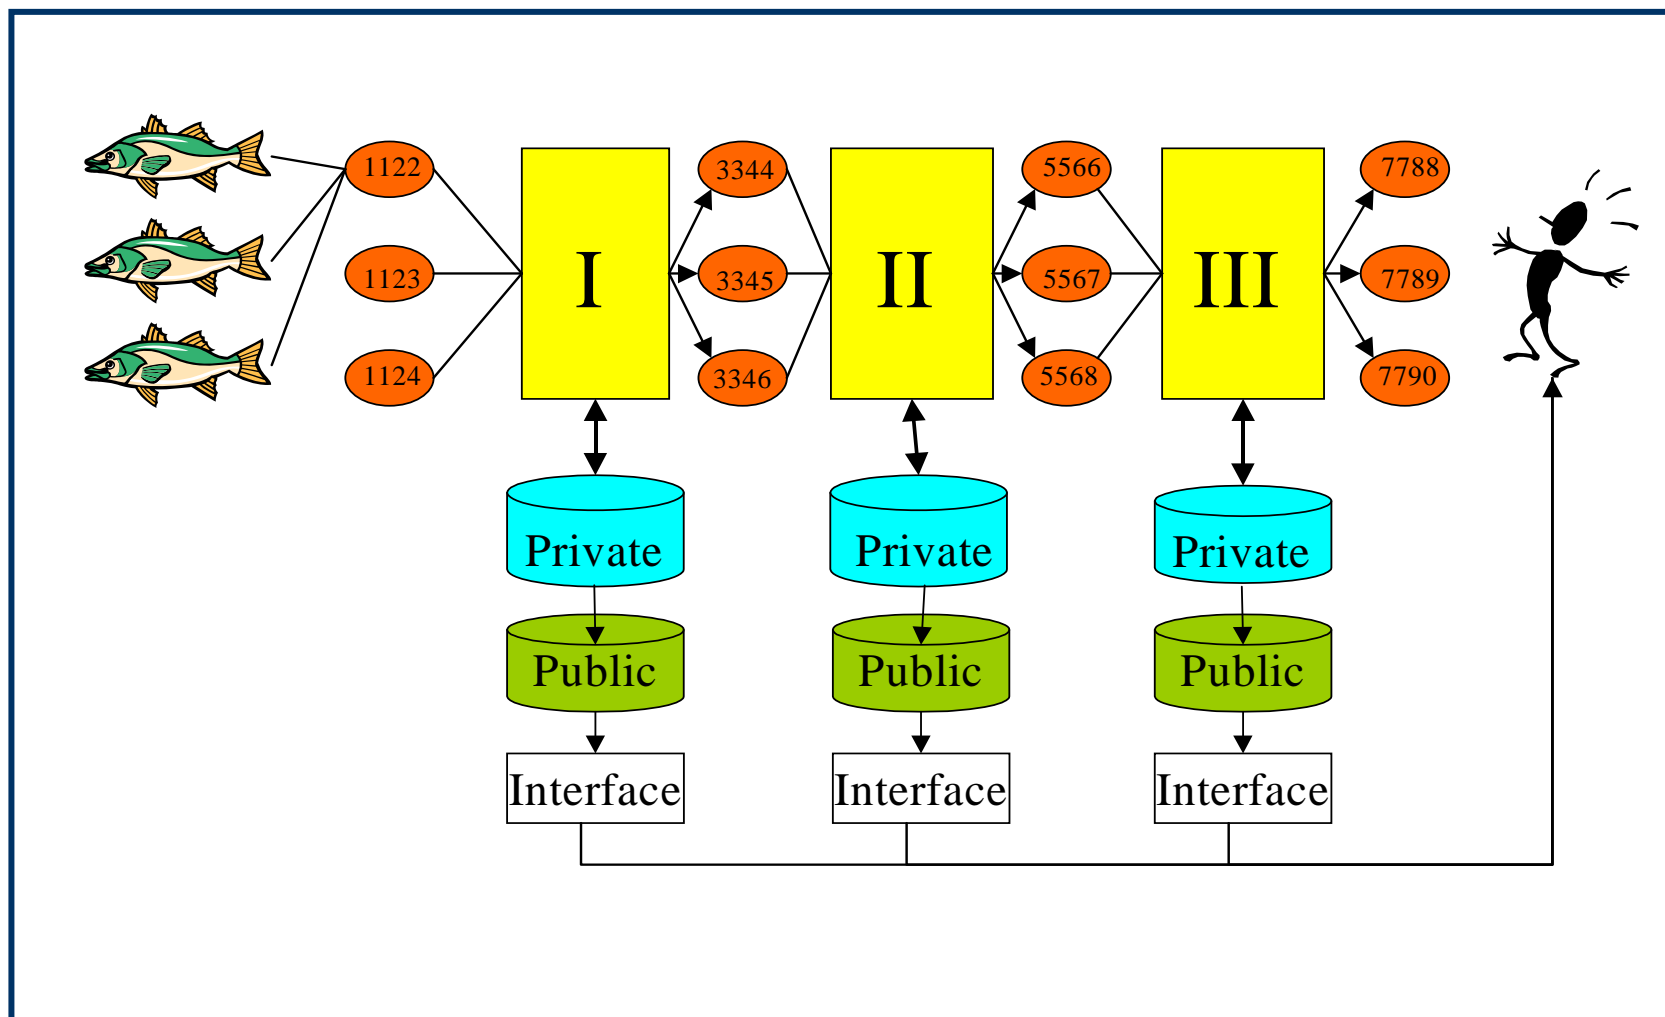 1122
3344
5566
7788
I
II
III
1123
3345
5567
7789
1124
3346
5568
7790
Private
Private
Private
Public
Public
Public
Interface
Interface
Interface